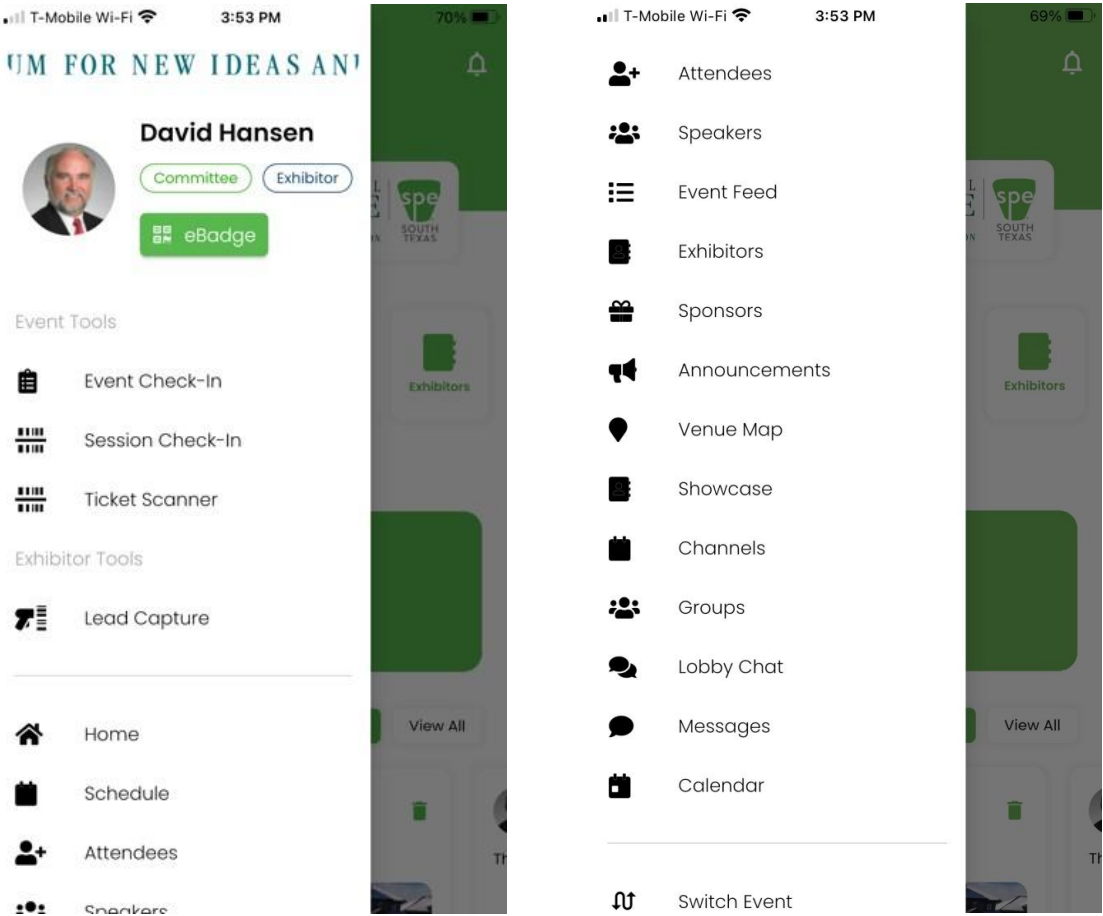 T-Mobile Wi-Fi 3:53 PM 70%
UM FOR NEW IDEAS AN
David Hansen
Committee Exhibitor
eBadge
spe
SOUTH
TEXAS
Event Tools
Event Check-In
Exhibitors
Session Check-In
Ticket Scanner
Exhibitor Tools
Lead Capture
Home
View All
Schedule
Attendees
Th
Speakers
T-Mobile Wi-Fi 3:53 PM 69%
Attendees
Speakers
Event Feed
spe
SOUTH
TEXAS
Exhibitors
Sponsors
Announcements
Exhibitors
Venue Map
Showcase
Channels
Groups
Lobby Chat
Messages
View All
Calendar
Th
Switch Event